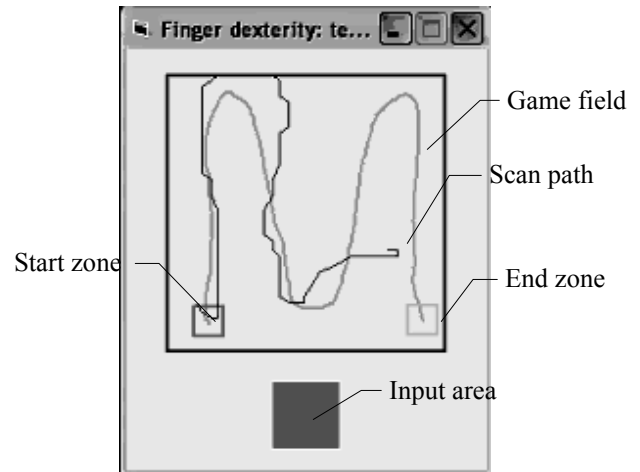 Finger dexterity: te...
Game field
Scan path
Start zone
End zone
Input area